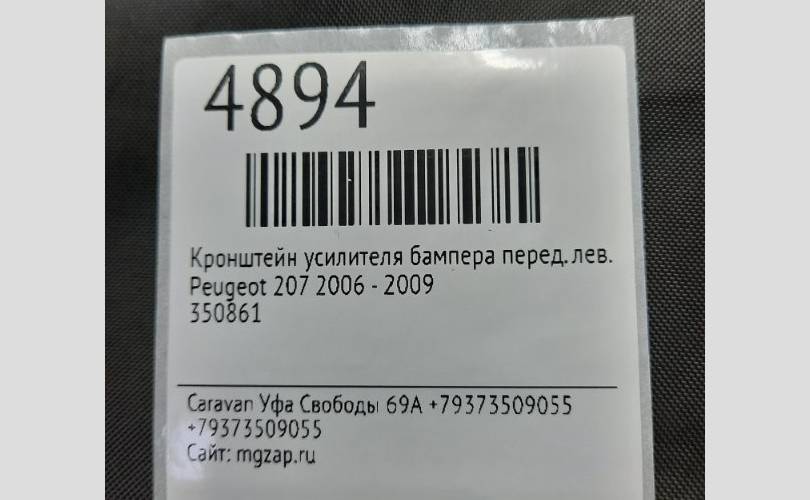 4894
Кронштейн усилителя бампера перед. лев.
Peugeot 207 2006 - 2009
350861
Caravan Уфа Свободы 69А +79373509055
+79373509055
Сайт: mgzap.ru